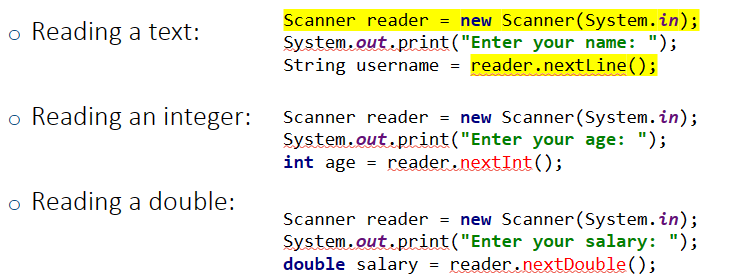 ○ Reading a text:
Scanner reader = new Scanner(System.in);
System.out.print("Enter your name: ");
String username = reader.nextLine();
○ Reading an integer:
Scanner reader = new Scanner(System.in);
System.out.print("Enter your age: ");
int age = reader.nextInt();
○ Reading a double:
Scanner reader = new Scanner(System.in);
System.out.print("Enter your salary: ");
double salary = reader.nextDouble();